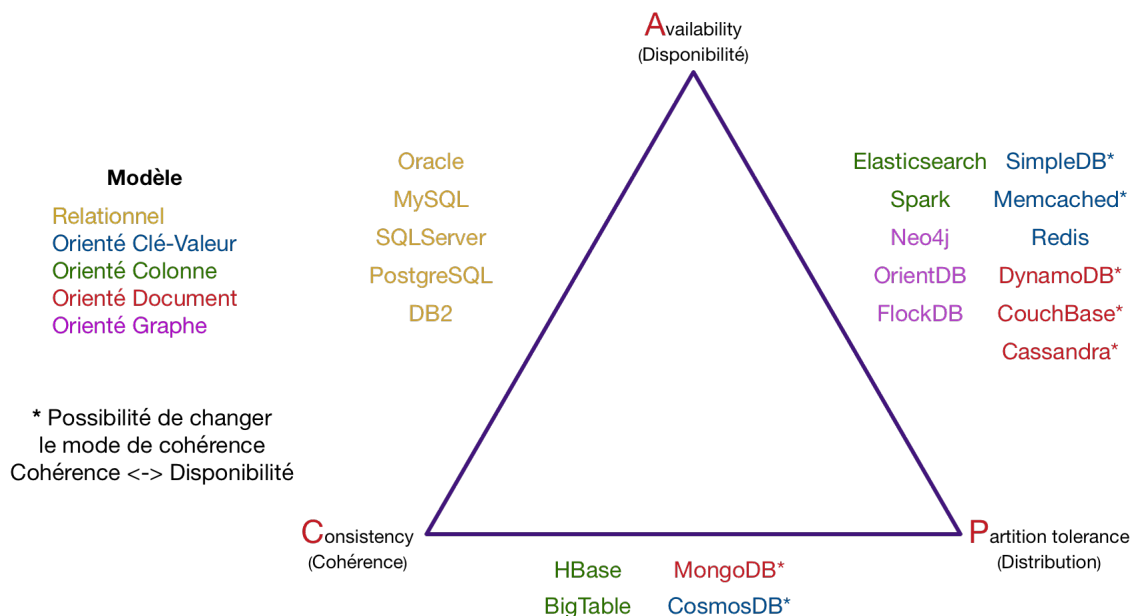 Availability
(Disponibilité)
Modèle
Relationnel
Orienté Clé-Valeur
Orienté Colonne
Orienté Document
Orienté Graphe
* Possibilité de changer
le mode de cohérence
Cohérence <-> Disponibilité
Oracle
MySQL
SQLServer
PostgreSQL
DB2
Elasticsearch SimpleDB*
Spark Memcached*
Neo4j Redis
OrientDB DynamoDB*
FlockDB CouchBase*
Cassandra*
Consistency
(Cohérence)
Partition tolerance
(Distribution)
HBase MongoDB*
BigTable CosmosDB*